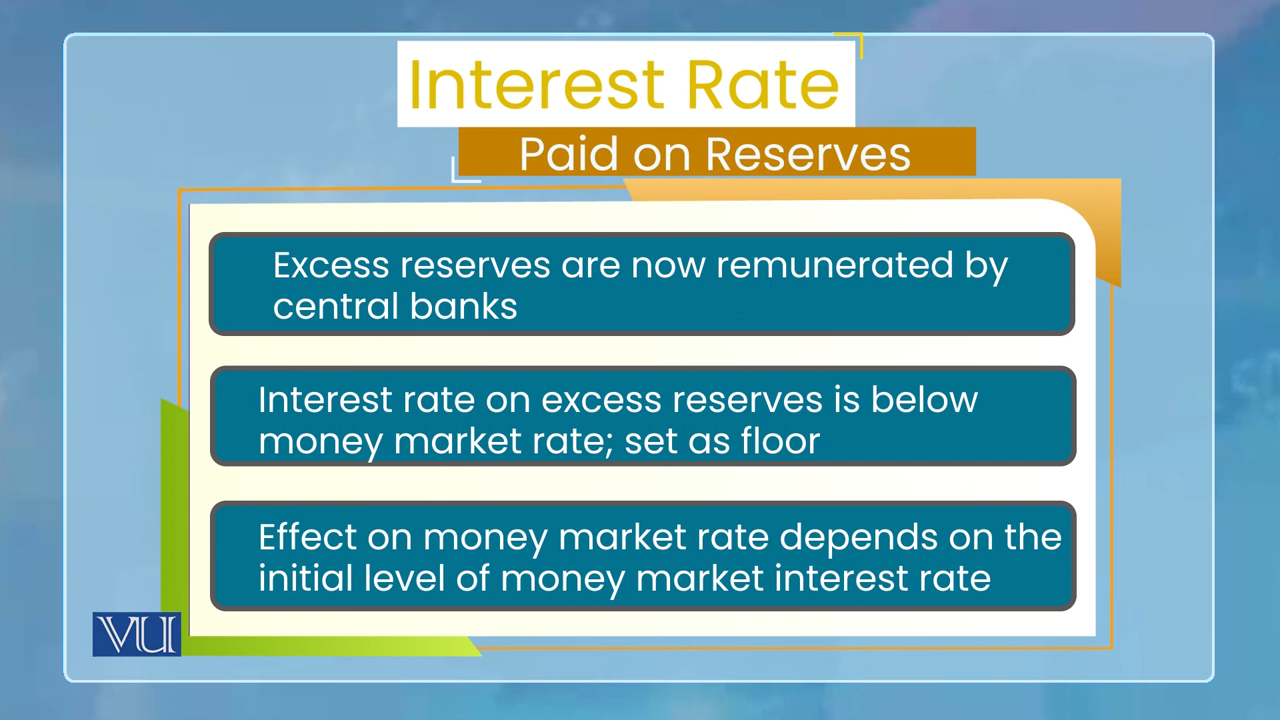 Interest Rate
Paid on Reserves
Excess reserves are now remunerated by
central banks
Interest rate on excess reserves is below
money market rate; set as floor
Effect on money market rate depends on the
initial level of money market interest rate
VU